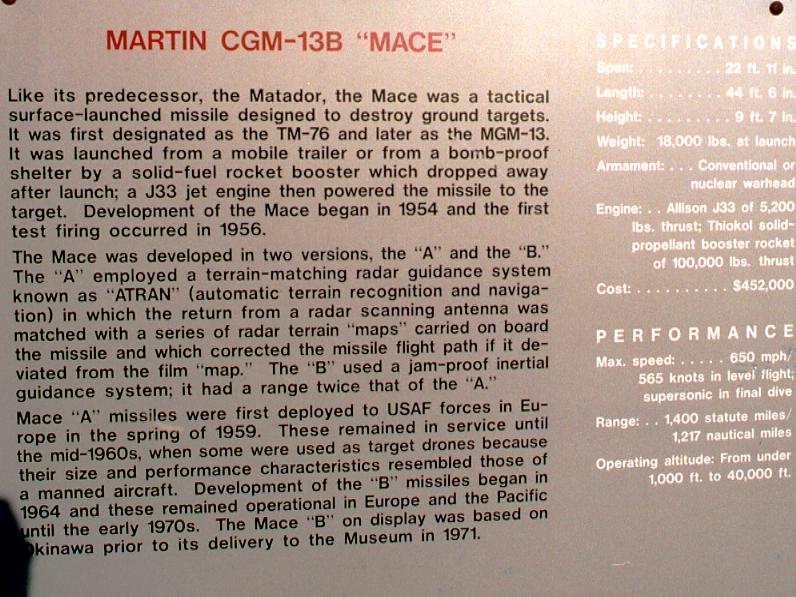 MARTIN CGM-13B "MACE"
Like its predecessor, the Matador, the Mace was a tactical
surface-launched missile designed to destroy ground targets.
It was first designated as the TM-76 and later as the MGM-13.
It was launched from a mobile trailer or from a bomb-proof
shelter by a solid-fuel rocket booster which dropped away
after launch; a J33 jet engine then powered the missile to the
target. Development of the Mace began in 1954 and the first
test firing occurred in 1956.
The Mace was developed in two versions, the "A" and the "B."
The "A" employed a terrain-matching radar guidance system
known as "ATRAN" (automatic terrain recognition and naviga-
tion) in which the return from a radar scanning antenna was
matched with a series of radar terrain "maps" carried on board
the missile and which corrected the missile flight path if it de-
viated from the film "map." The "B" used a jam-proof inertial
guidance system; it had a range twice that of the "A."
Mace "A" missiles were first deployed to USAF forces in Eu-
rope in the spring of 1959. These remained in service until
the mid-1960s, when some were used as target drones because
their size and performance characteristics resembled those of
a manned aircraft. Development of the "B" missiles began in
1964 and these remained operational in Europe and the Pacific
until the early 1970s. The Mace "B" on display was based on
Okinawa prior to its delivery to the Museum in 1971.
SPECIFICATIONS
Span: . . . . . . . . . 22 ft. 11 in.
Length: . . . . . . . . 44 ft. 6 in.
Height: . . . . . . . . . 9 ft. 7 in.
Weight: 18,000 lbs. at launch
Armament: . . . Conventional or
nuclear warhead
Engine: . . Allison J33 of 5,200
lbs. thrust; Thiokol solid-
propellant booster rocket
of 100,000 lbs. thrust
Cost: . . . . . . . . . . $452,000
PERFORMANCE
Max. speed: . . . . . 650 mph/
565 knots in level flight;
supersonic in final dive
Range: . . 1,400 statute miles/
1,217 nautical miles
Operating altitude: From under
1,000 ft. to 40,000 ft.